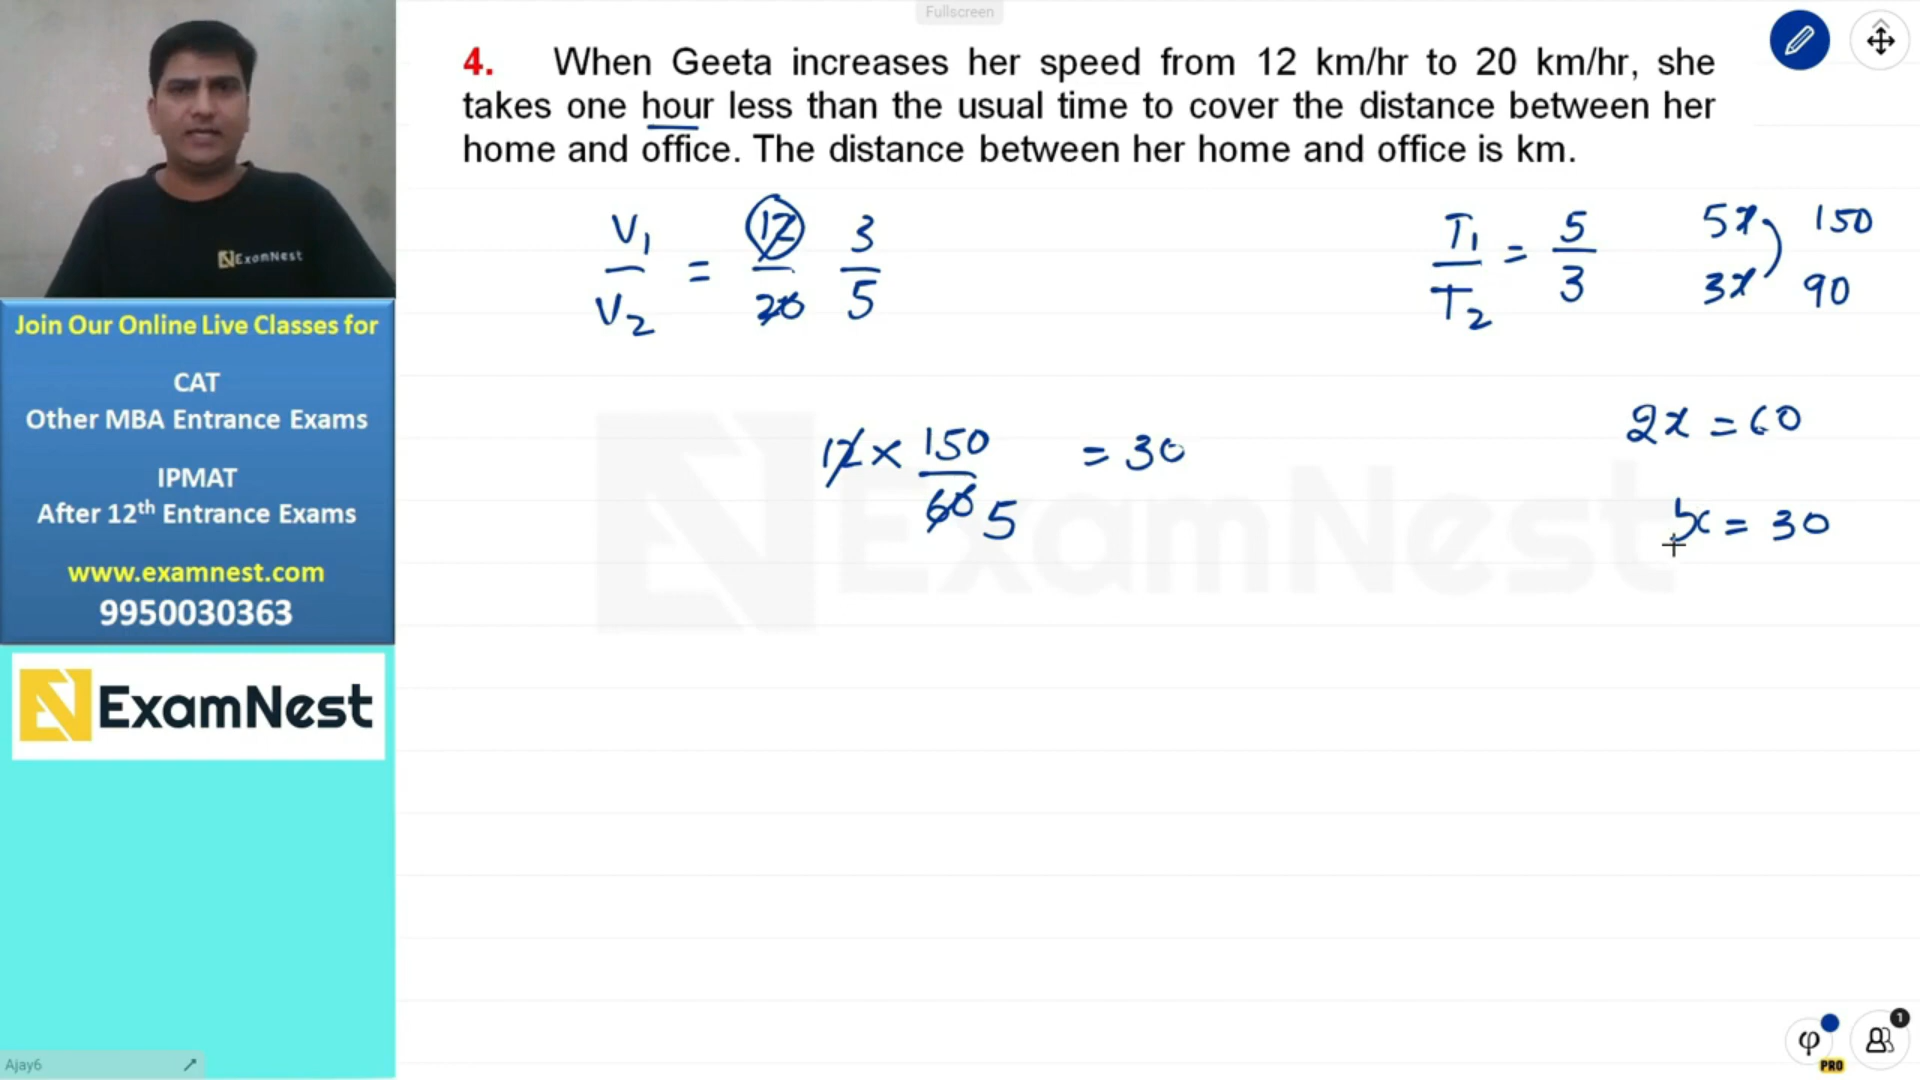 Fullscreen
4. When Geeta increases her speed from 12 km/hr to 20 km/hr, she
takes one hour less than the usual time to cover the distance between her
home and office. The distance between her home and office is km.
V1 / V2 = 12 / 20 3 / 5
T1 / T2 = 5 / 3
5x 150
3x 90
2x = 60
12 × 150 / 60 5 = 30
x = 30
ExamNest
ExamNest
Join Our Online Live Classes for
CAT
Other MBA Entrance Exams
IPMAT
After 12th Entrance Exams
www.examnest.com
9950030363
ExamNest
Ajay6
φ PRO
1